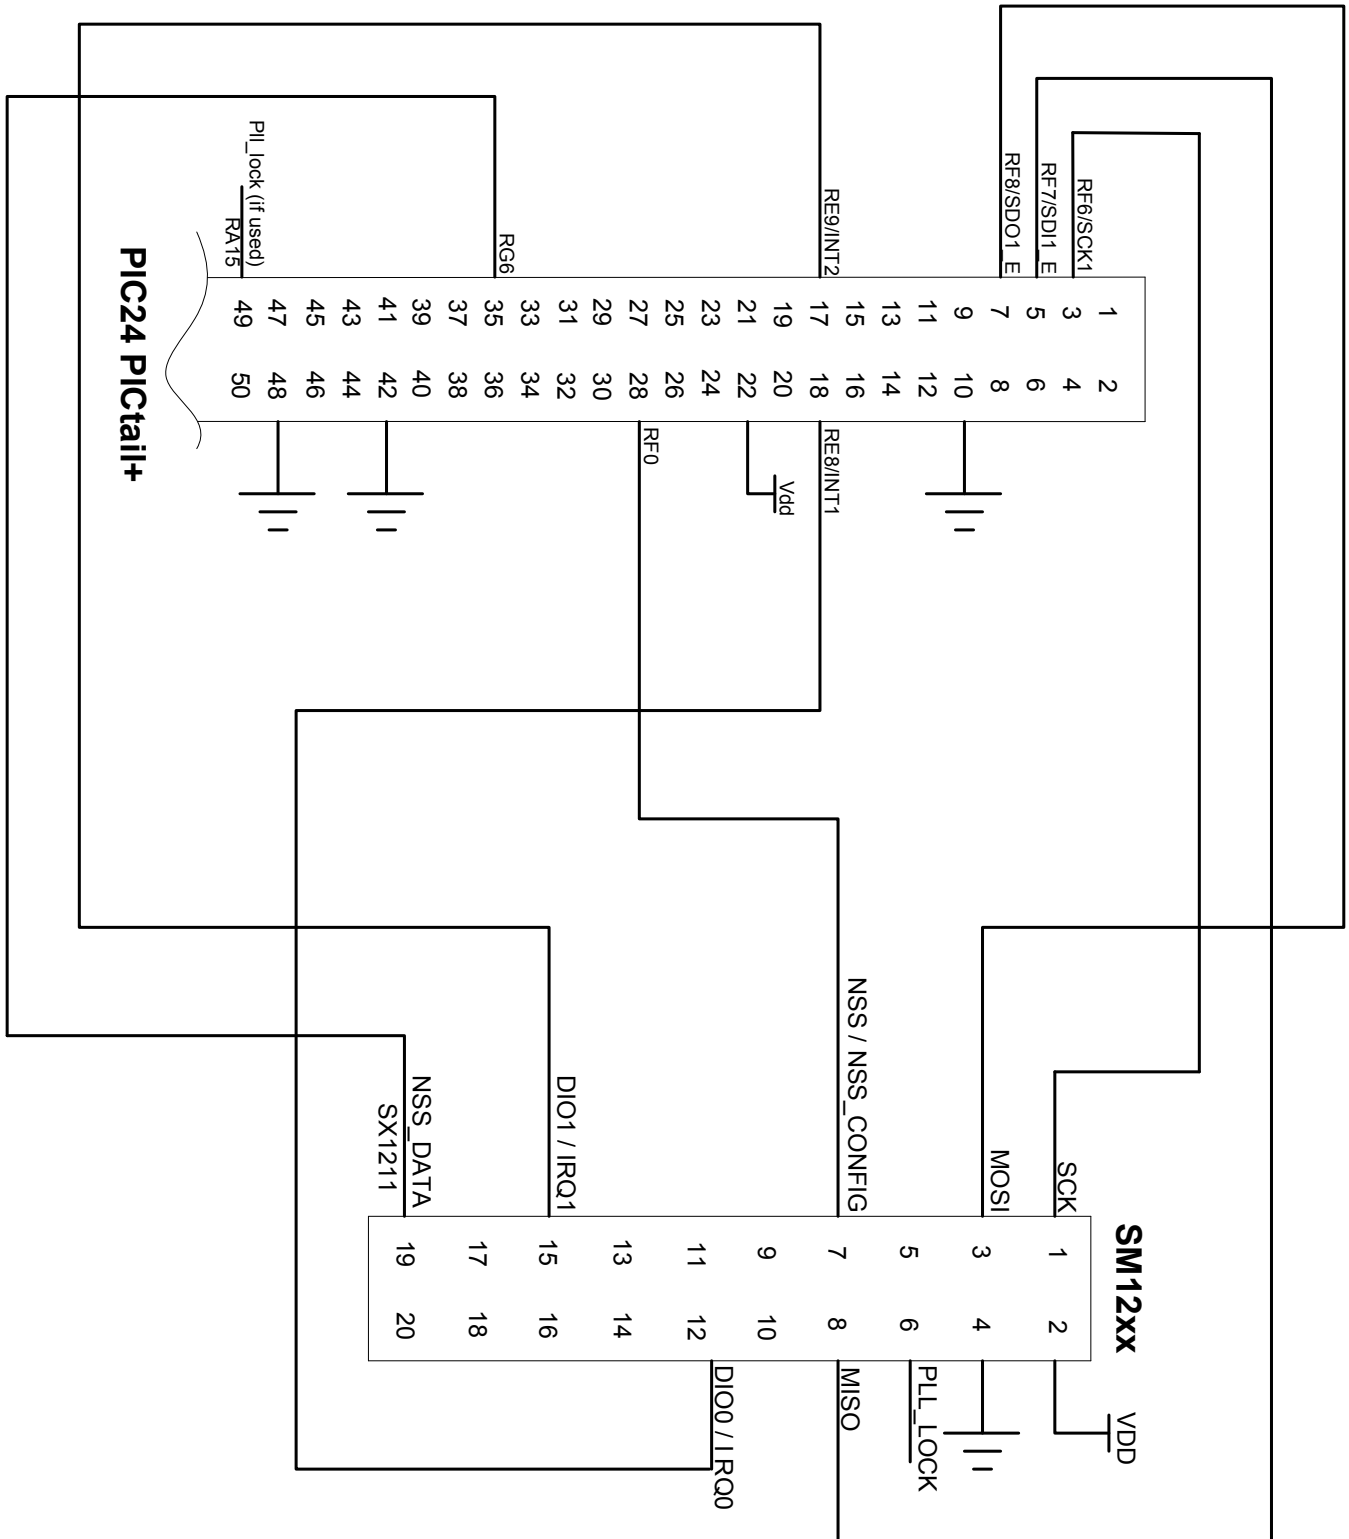 RF6/SCK1
RF7/SDI1_E
RF8/SDO1_E
RE9/INT2
RG6
Pll_lock (if used)
RA15
1 3 5 7 9 11 13 15 17 19 21 23 25 27 29 31 33 35 37 39 41 43 45 47 49
2 4 6 8 10 12 14 16 18 20 22 24 26 28 30 32 34 36 38 40 42 44 46 48 50
RE8/INT1
Vdd
RF0
PIC24 PICtail+
SM12xx
SCK
MOSI
NSS / NSS_CONFIG
DIO1 / IRQ1
NSS_DATA
SX1211
1 3 5 7 9 11 13 15 17 19
2 4 6 8 10 12 14 16 18 20
VDD
PLL_LOCK
MISO
DIO0 / I RQ0